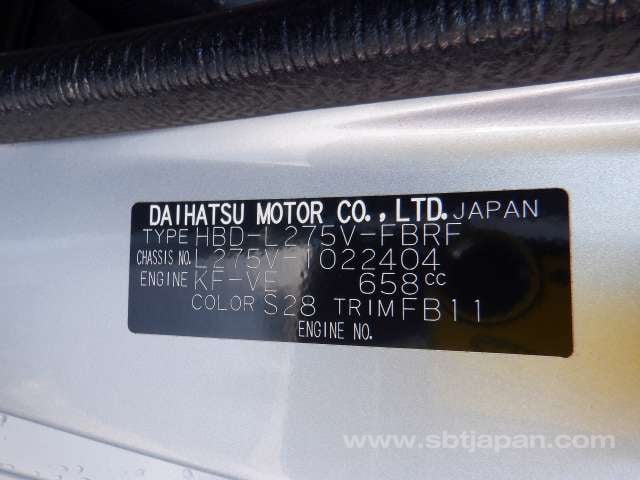 DAIHATSU MOTOR CO., LTD. JAPAN
TYPE HBD-L275V-FBRF
CHASSIS NO. L275V-1022404
ENGINE KF-VE 658cc
COLOR S28 TRIM FB11
ENGINE NO.
www.sbtjapan.com